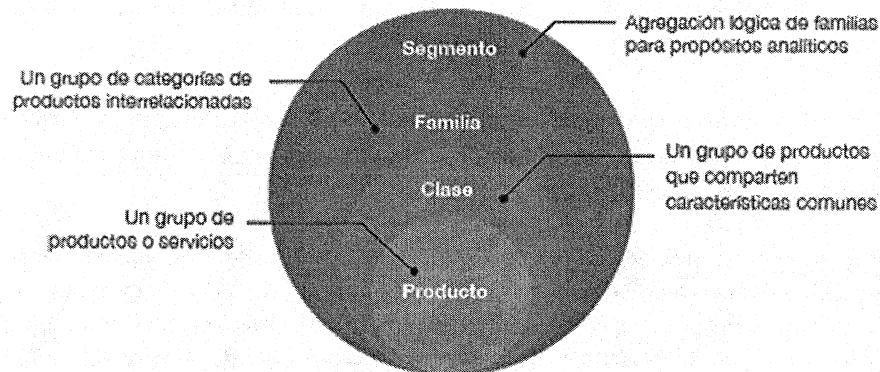 Segmento
Agregación lógica de familias
para propósitos analíticos
Un grupo de categorías de
productos interrelacionadas
Familia
Un grupo de productos
que comparten
características comunes
Clase
Un grupo de
productos o servicios
Producto